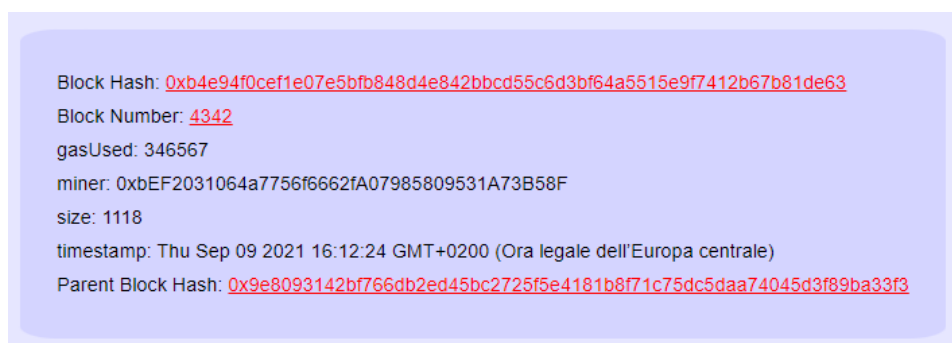 Block Hash: 0xb4e94f0cef1e07e5bfb848d4e842bbcd55c6d3bf64a5515e9f7412b67b81de63
Block Number: 4342
gasUsed: 346567
miner: 0xbEF2031064a7756f6662fA07985809531A73B58F
size: 1118
timestamp: Thu Sep 09 2021 16:12:24 GMT+0200 (Ora legale dell’Europa centrale)
Parent Block Hash: 0x9e8093142bf766db2ed45bc2725f5e4181b8f71c75dc5daa74045d3f89ba33f3